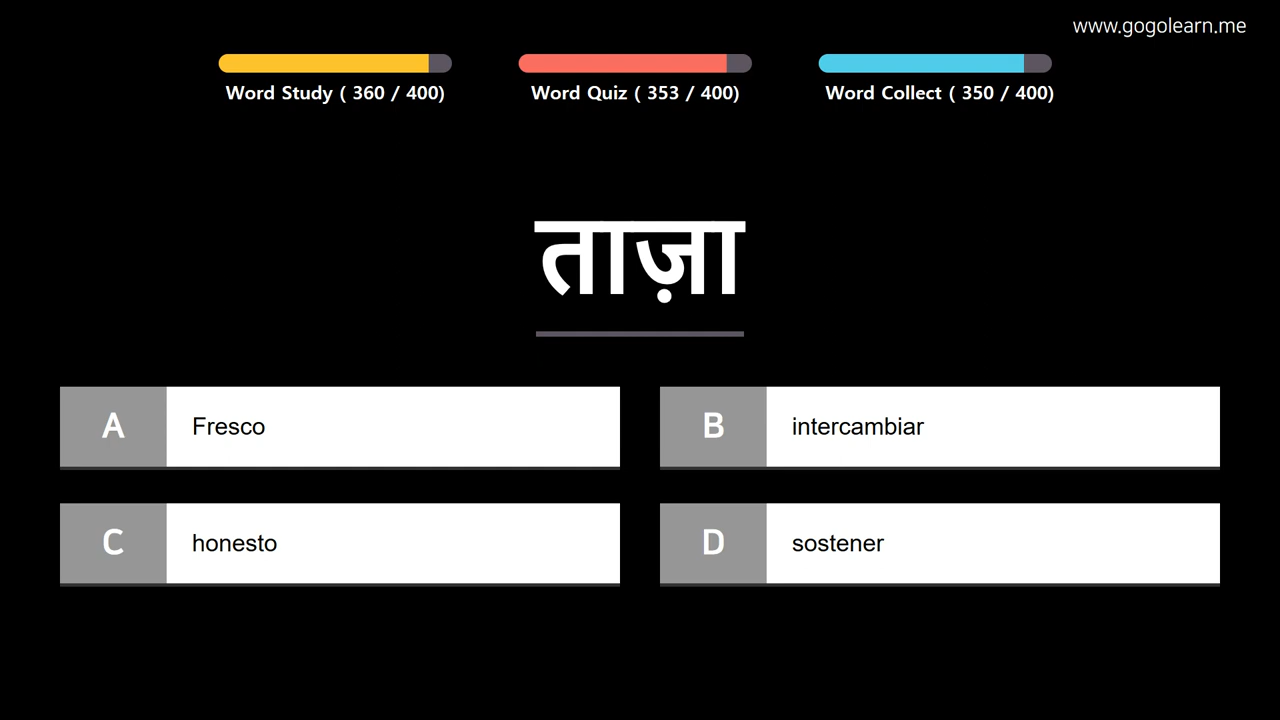 www.gogolearn.me
Word Study ( 360 / 400)
Word Quiz ( 353 / 400)
Word Collect ( 350 / 400)
ताज़ा
A
Fresco
B
intercambiar
C
honesto
D
sostener